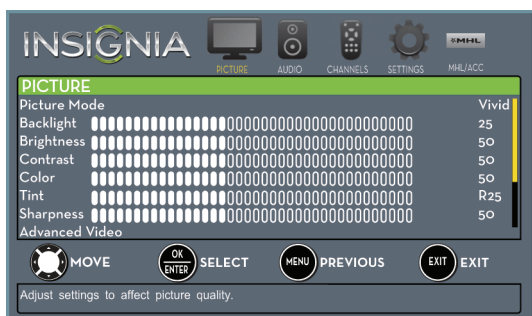 INSIGNIA
PICTURE AUDIO CHANNELS SETTINGS MHL/ACC
MHL
PICTURE
Picture Mode Vivid
Backlight 25
Brightness 50
Contrast 50
Color 50
Tint R25
Sharpness 50
Advanced Video
MOVE OK ENTER SELECT MENU PREVIOUS EXIT EXIT
Adjust settings to affect picture quality.